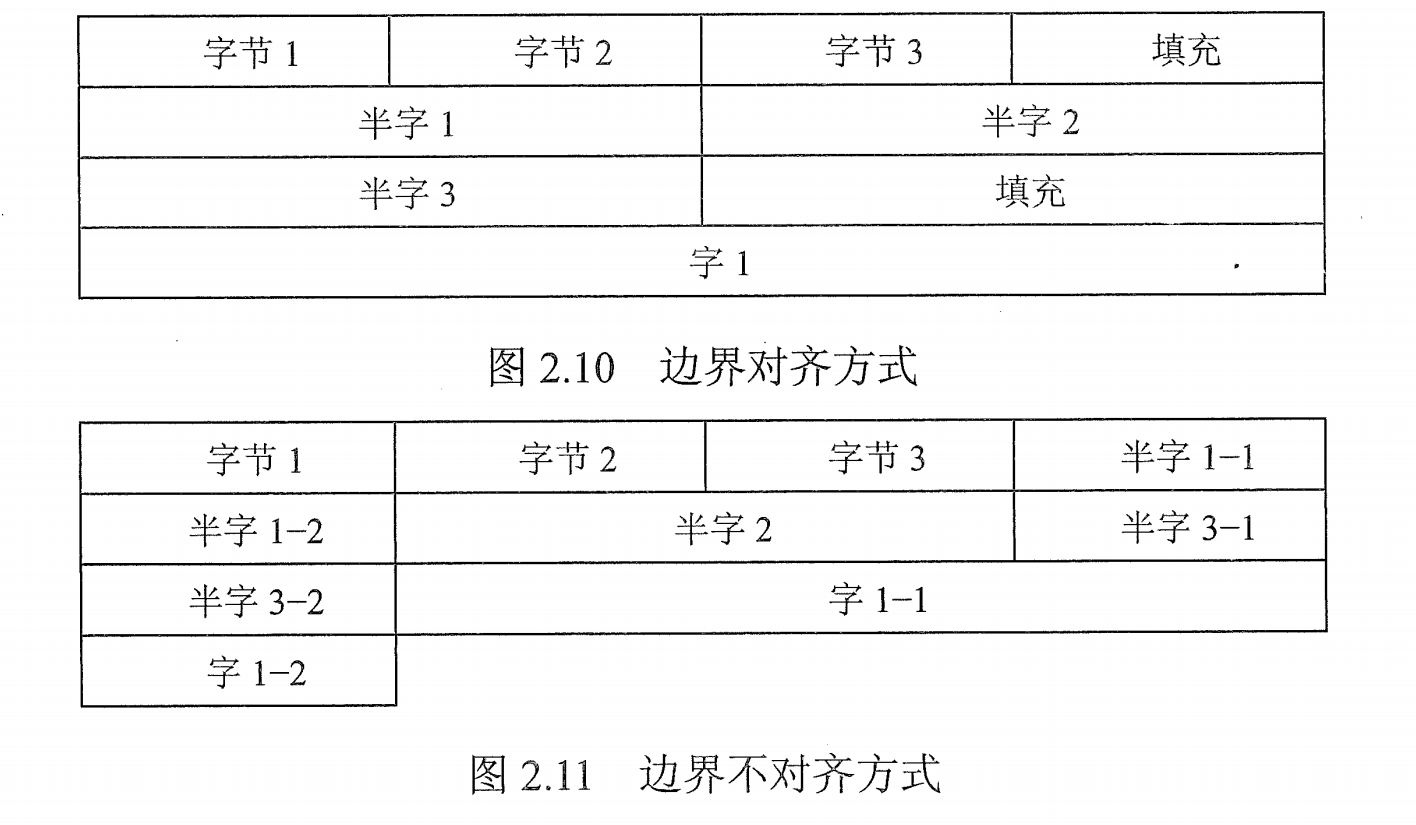 字节 1 字节 2 字节 3 填充
半字 1 半字 2
半字 3 填充
字 1
图 2.10 边界对齐方式
字节 1 字节 2 字节 3 半字 1–1
半字 1–2 半字 2 半字 3–1
半字 3–2 字 1–1
字 1–2
图 2.11 边界不对齐方式